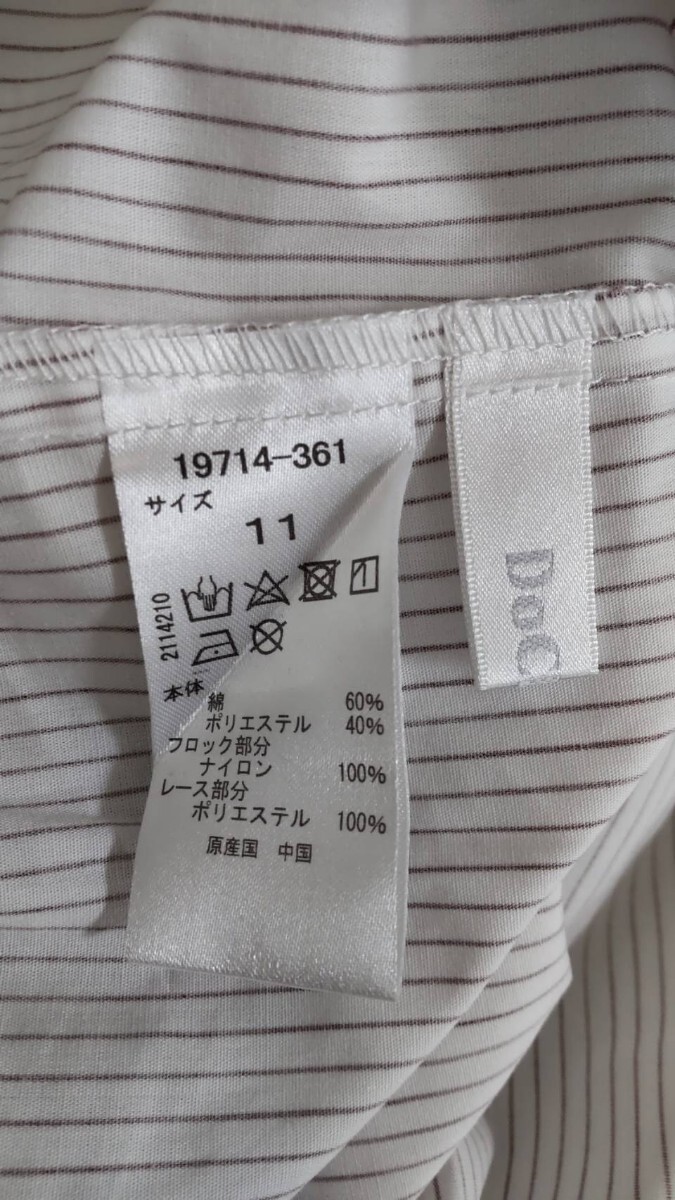 19714-361
サイズ
11
2114210
本体
綿 60%
ポリエステル 40%
フロック部分
ナイロン 100%
レース部分
ポリエステル 100%
原産国 中国
DoC